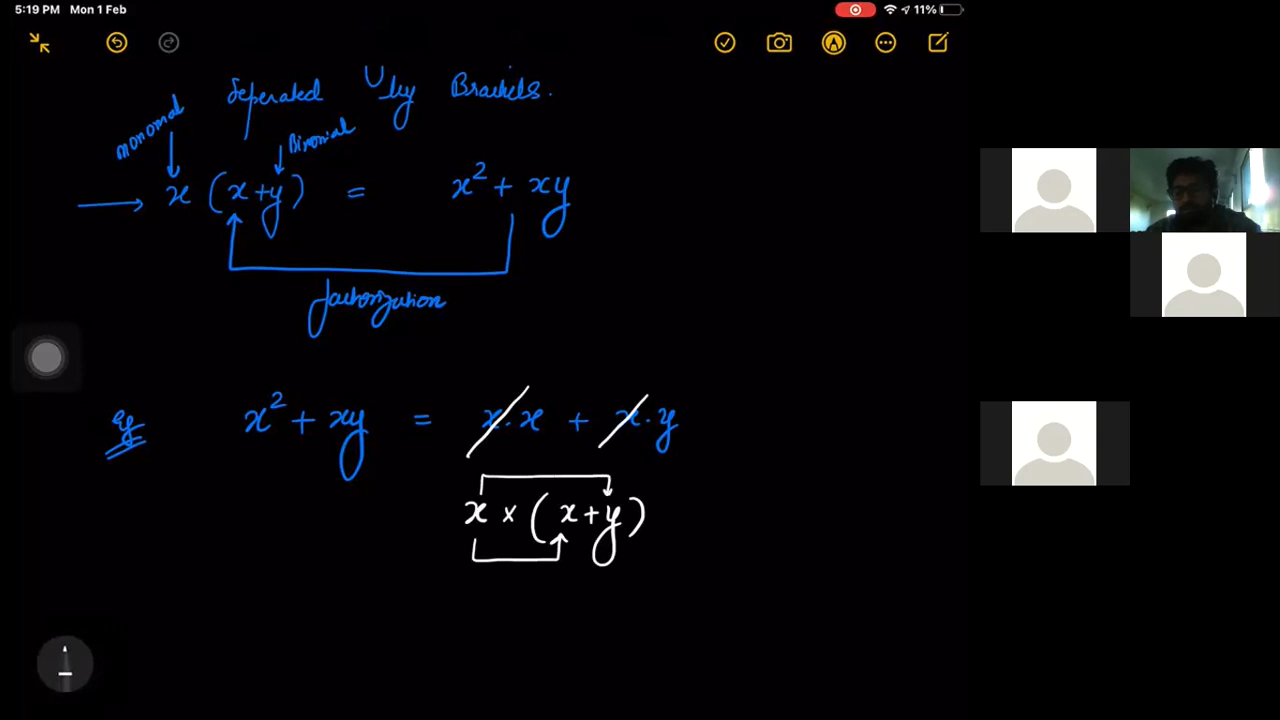 5:19 PM Mon 1 Feb
11%
Seperated by Brackets.
monomial
Binomial
x (x+y) = x² + xy
factorization
Eg x² + xy = x·x + x·y
x × (x+y)